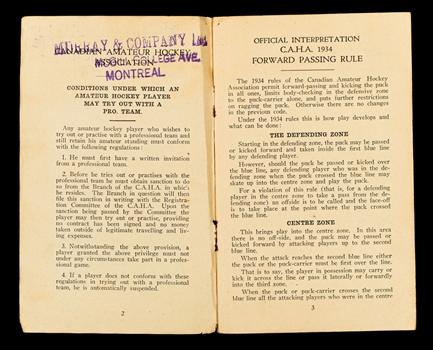 MURRAY & COMPANY Ltd.
CANADIAN AMATEUR HOCKEY
COLLEGE AVE.
ASSOCIATION
MONTREAL
CONDITIONS UNDER WHICH AN
AMATEUR HOCKEY PLAYER
MAY TRY OUT WITH A
PRO. TEAM.
Any amateur hockey player who wishes to
try out or practise with a professional team and
still retain his amateur standing must conform
with the following regulations:
1. He must first have a written invitation
from a professional team.
2. Before he tries out or practises with the
professional team he must obtain sanction to do
so from the Branch of the C.A.H.A. in which
he resides. The Branch in question will then
file this sanction in writing with the Registra-
tion Committee of the C.A.H.A. Upon the
sanction being passed by the Committee the
player may then try out or practise, providing
no contract has been signed and no money
taken outside of legitimate travelling and liv-
ing expenses.
3. Notwithstanding the above provision, a
player granted the above privilege must not
under any circumstances take part in a profes-
sional game.
4. If a player does not conform with these
regulations in trying out with a professional
team, he is automatically suspended.
2
OFFICIAL INTERPRETATION
C.A.H.A. 1934
FORWARD PASSING RULE
The 1934 rules of the Canadian Amateur Hockey
Association permit forward-passing and kicking the puck
in all ones, limits body-checking in the defensive zone
to the puck-carrier alone, and puts further restrictions
on ragging the puck. Otherwise there are no changes
in the previous code.
Under the 1934 rules this is how play develops and
what can be done:
THE DEFENDING ZONE
Starting in the defending zone, the puck may be passed
or kicked forward and taken inside the first blue line
by any defending player.
However, should the puck be passed or kicked over
the blue line, any defending player who was in the de-
fending zone when the puck crossed the blue line may
skate up into the centre zone and play the puck.
For a violation of this rule (that is, for a defending
player in the centre zone to take a pass from the de-
fending zone) an offside is to be called and the face-off
is to take place at the point where the puck crossed
the blue line.
CENTRE ZONE
This brings play into the centre zone. In this area
there is no off-side, and the puck may be passed or
kicked forward by attacking players up to the second
blue line.
When the attack reaches the second blue line either
the puck or the puck-carrier must be first over the line.
That is to say, the player in possession may carry or
kick it across the line or pass it laterally or forwardly
into the third zone.
When the puck or puck-carrier crosses the second
blue line all the attacking players who were in the centre
3